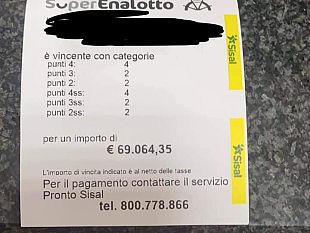 SuperEnalotto
è vincente con categorie
punti 4: 4
punti 3: 2
punti 2: 2
punti 4ss: 4
punti 3ss: 2
punti 2ss: 2
per un importo di
€ 69.064,35
L'importo di vincita indicato è al netto delle tasse
Per il pagamento contattare il servizio
Pronto Sisal
tel. 800.778.866
Sisal
Sisal